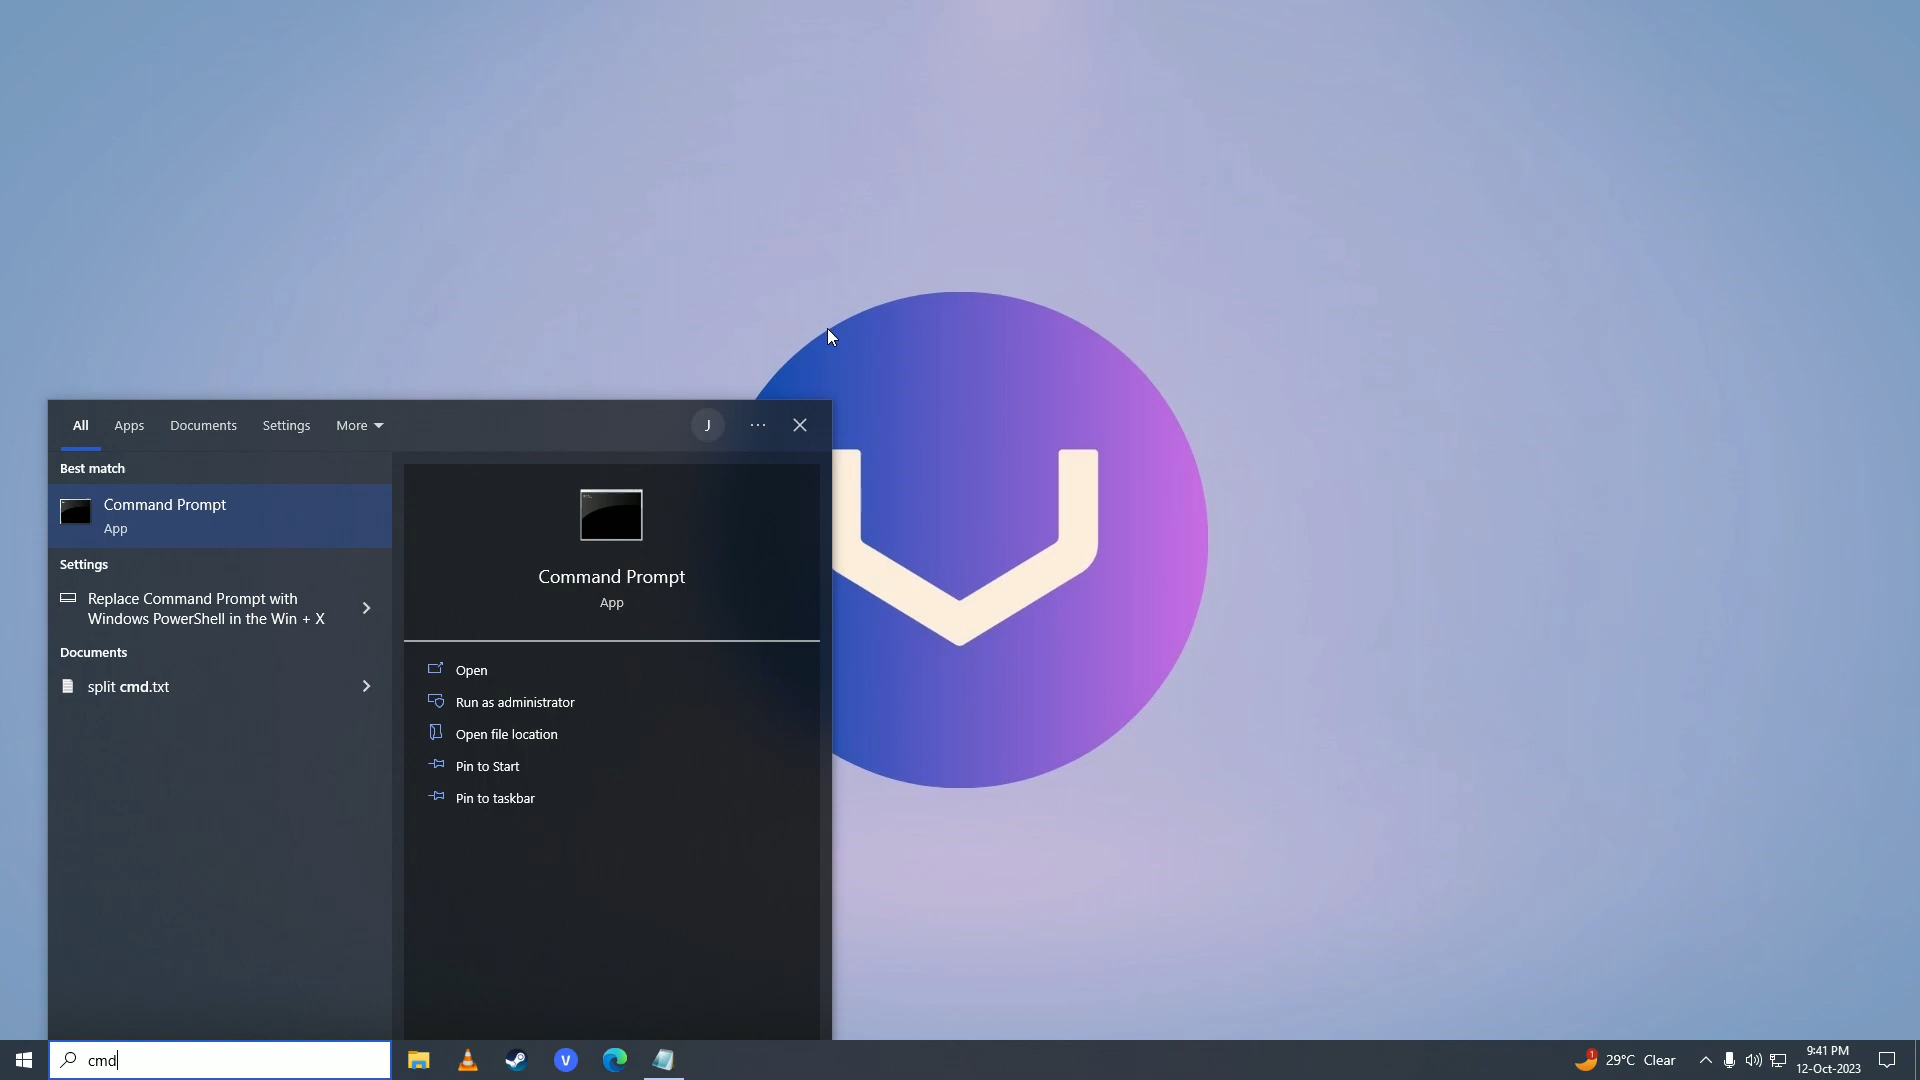 All Apps Documents Settings More J ...
Best match
Command Prompt
App
Settings
Replace Command Prompt with
Windows PowerShell in the Win + X
Documents
split cmd.txt
Command Prompt
App
Open
Run as administrator
Open file location
Pin to Start
Pin to taskbar
cmd
V
1
29°C Clear
9:41 PM
12-Oct-2023